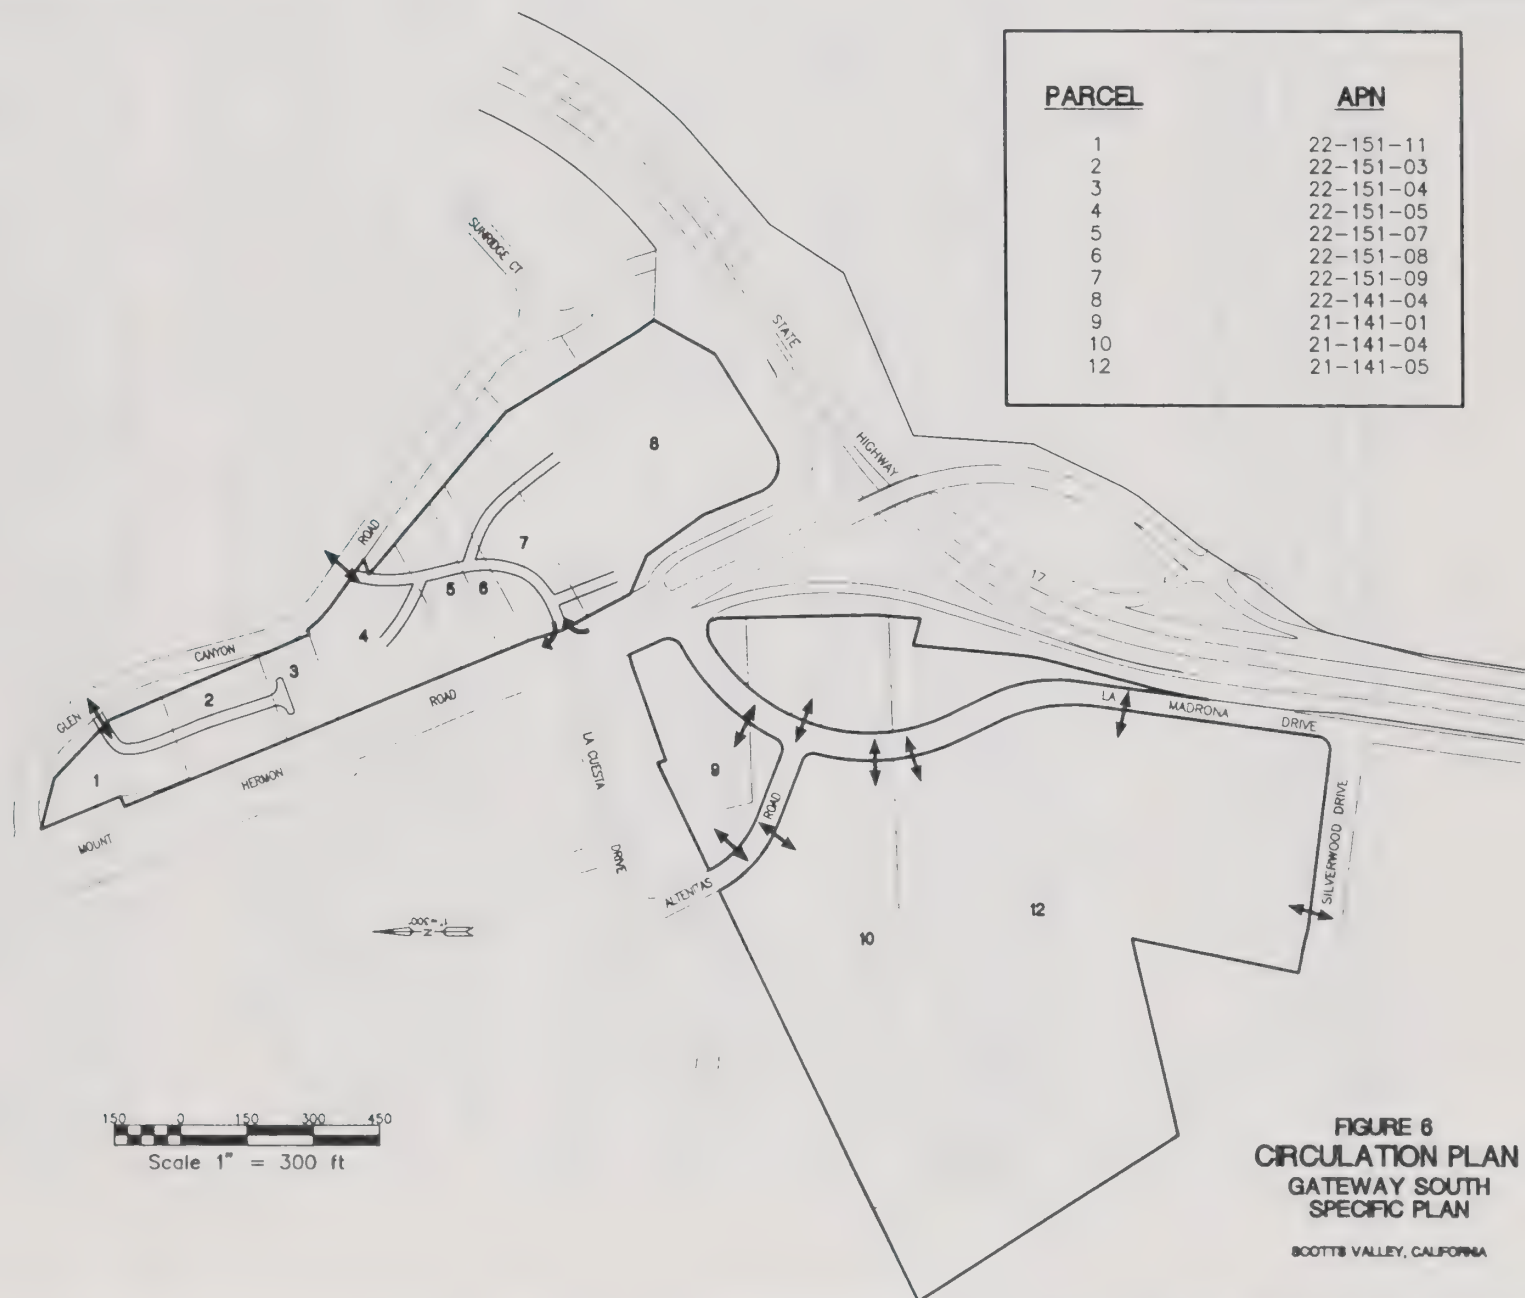 PARCEL APN
1 22-151-11
2 22-151-03
3 22-151-04
4 22-151-05
5 22-151-07
6 22-151-08
7 22-151-09
8 22-141-04
9 21-141-01
10 21-141-04
12 21-141-05
SUNRIDGE CT
STATE
HIGHWAY
17
8
ROAD
7
5 6
4
CANYON
3
2
GLEN
1
ROAD
HERMON
MOUNT
LA CUESTA
DRIVE
LA MADRONA DRIVE
9
ROAD
ALTENITAS
SILVERWOOD DRIVE
12
10
1"=300'
N
150 0 150 300 450
Scale 1" = 300 ft
FIGURE 6
CIRCULATION PLAN
GATEWAY SOUTH
SPECIFIC PLAN
SCOTTS VALLEY, CALIFORNIA